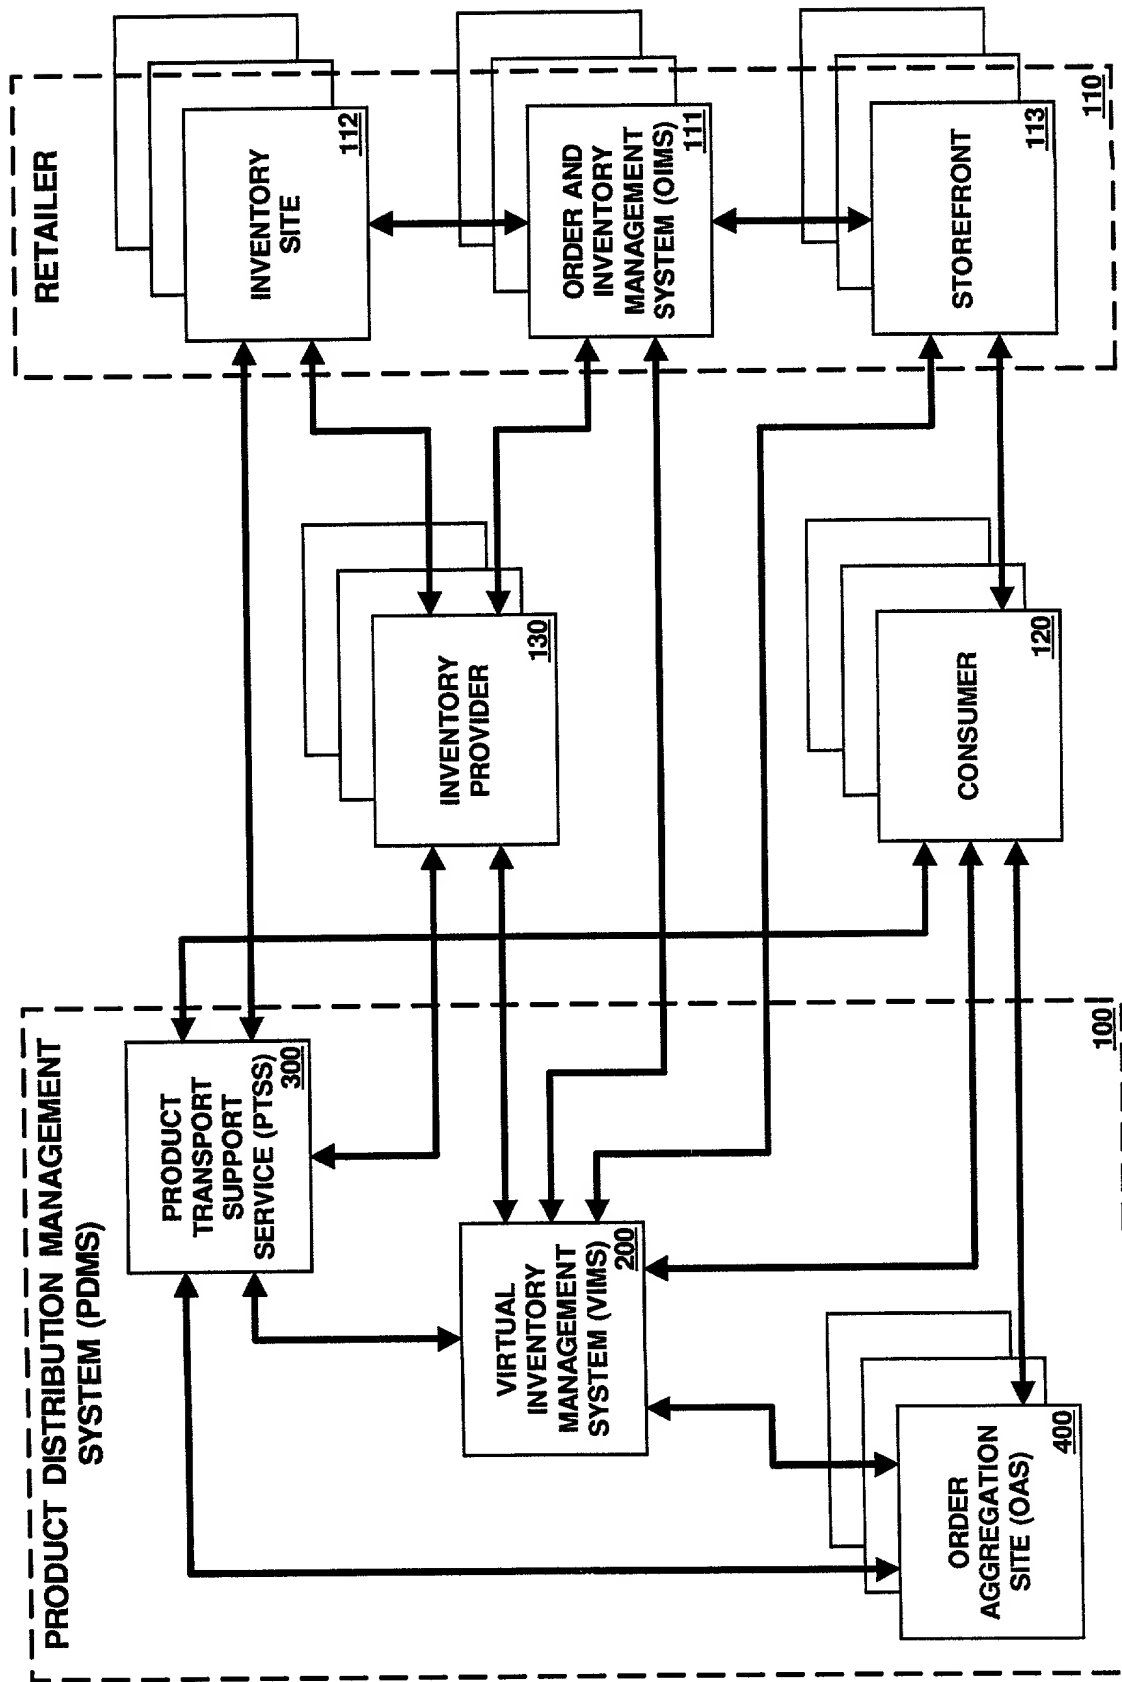 PRODUCT DISTRIBUTION MANAGEMENT
SYSTEM (PDMS)
PRODUCT
TRANSPORT
SUPPORT
SERVICE (PTSS)
300
VIRTUAL
INVENTORY
MANAGEMENT
SYSTEM (VIMS)
200
ORDER
AGGREGATION
SITE (OAS)
400
100
INVENTORY
PROVIDER
130
CONSUMER
120
RETAILER
INVENTORY
SITE
112
ORDER AND
INVENTORY
MANAGEMENT
SYSTEM (OIMS)
111
STOREFRONT
113
110